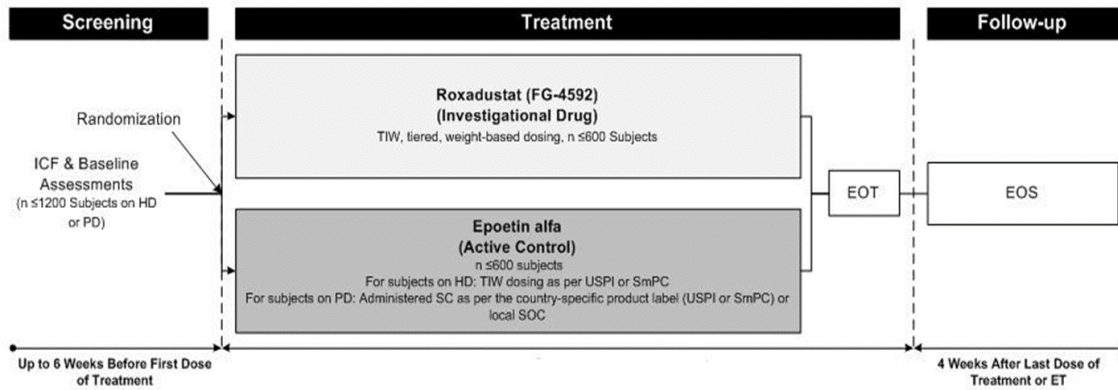 Screening
Treatment
Follow-up
Randomization
ICF & Baseline
Assessments
(n ≤1200 Subjects on HD
or PD)
Roxadustat (FG-4592)
(Investigational Drug)
TIW, tiered, weight-based dosing, n ≤600 Subjects
Epoetin alfa
(Active Control)
n ≤600 subjects
For subjects on HD: TIW dosing as per USPI or SmPC
For subjects on PD: Administered SC as per the country-specific product label (USPI or SmPC) or
local SOC
EOT
EOS
Up to 6 Weeks Before First Dose
of Treatment
4 Weeks After Last Dose of
Treatment or ET